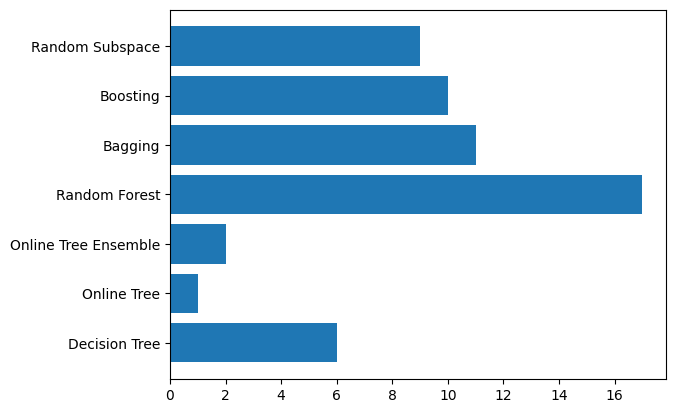 Random Subspace
Boosting
Bagging
Random Forest
Online Tree Ensemble
Online Tree
Decision Tree
0 2 4 6 8 10 12 14 16